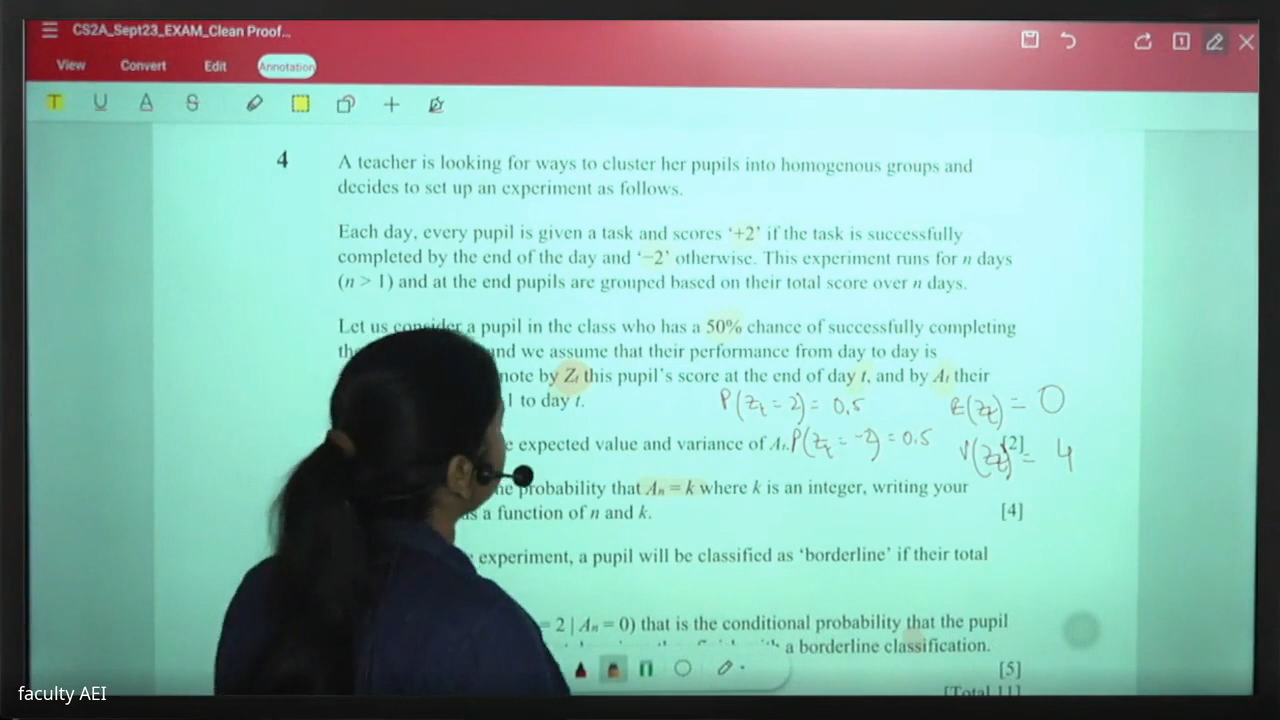 CS2A_Sept23_EXAM_Clean Proof...
View Convert Edit Annotation
T U A S
4 A teacher is looking for ways to cluster her pupils into homogenous groups and
decides to set up an experiment as follows.
Each day, every pupil is given a task and scores ‘+2’ if the task is successfully
completed by the end of the day and ‘−2’ otherwise. This experiment runs for n days
(n > 1) and at the end pupils are grouped based on their total score over n days.
Let us consider a pupil in the class who has a 50% chance of successfully completing
and we assume that their performance from day to day is
note by Zt this pupil’s score at the end of day t, and by At their
1 to day t.
P(Zt = 2) = 0.5 E(Zt) = 0
expected value and variance of At. [2]
P(Zt = -2) = 0.5 V(Zt) = 4
probability that An = k where k is an integer, writing your
as a function of n and k. [4]
experiment, a pupil will be classified as ‘borderline’ if their total
= 2 | An = 0) that is the conditional probability that the pupil
a borderline classification.
[5]
[Total 11]
faculty AEI